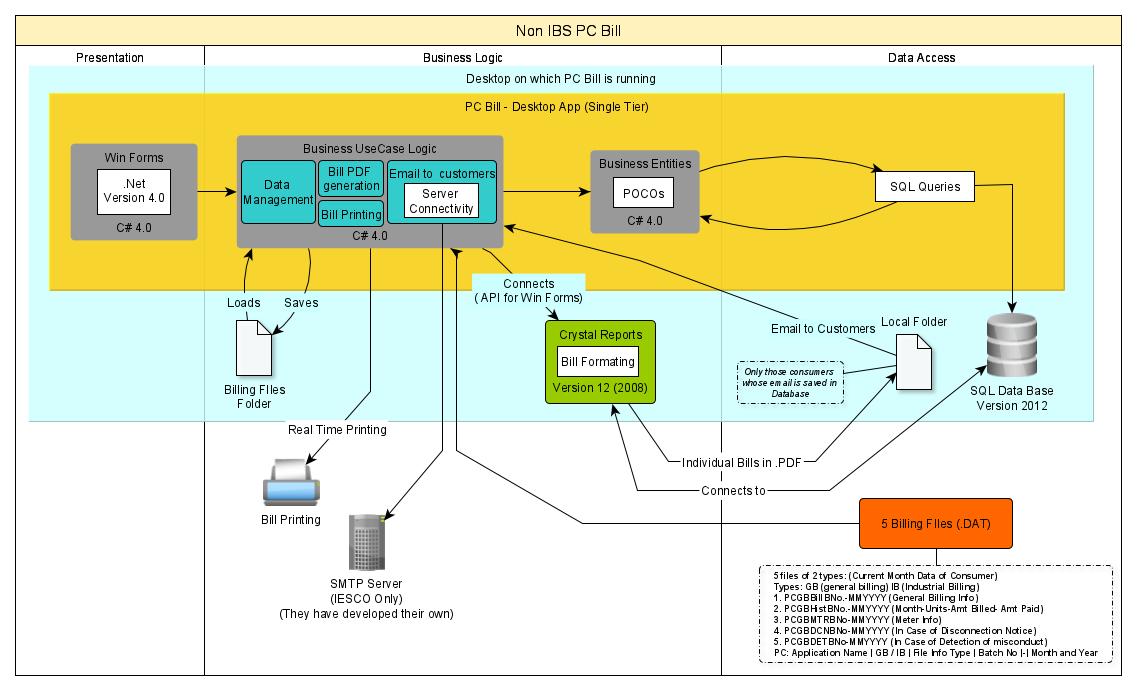 Non IBS PC Bill
Presentation
Business Logic
Data Access
Desktop on which PC Bill is running
PC Bill - Desktop App (Single Tier)
Win Forms
.Net
Version 4.0
C# 4.0
Business UseCase Logic
Data
Management
Bill PDF
generation
Bill Printing
Email to customers
Server
Connectivity
C# 4.0
Business Entities
POCOs
C# 4.0
SQL Queries
Loads
Saves
Billing FIles
Folder
Connects
( API for Win Forms)
Crystal Reports
Bill Formating
Version 12 (2008)
Email to Customers
Local Folder
Only those consumers
whose email is saved in
Database
SQL Data Base
Version 2012
Real Time Printing
Bill Printing
Individual Bills in .PDF
Connects to
SMTP Server
(IESCO Only)
(They have developed their own)
5 Billing FIles (.DAT)
5 files of 2 types: (Current Month Data of Consumer)
Types: GB (general billing) IB (Industrial Billing)
1. PCGBBillBNo.-MMYYYY (General Billing Info)
2. PCGBHistBNo.-MMYYYY (Month-Units-Amt Billed- Amt Paid)
3. PCGBMTRBNo-MMYYYY (Meter Info)
4. PCGBDCNBNo-MMYYYY (In Case of Disconnection Notice)
5. PCGBDETBNo-MMYYYY (In Case of Detection of misconduct)
PC: Application Name | GB / IB | File Info Type | Batch No |-| Month and Year